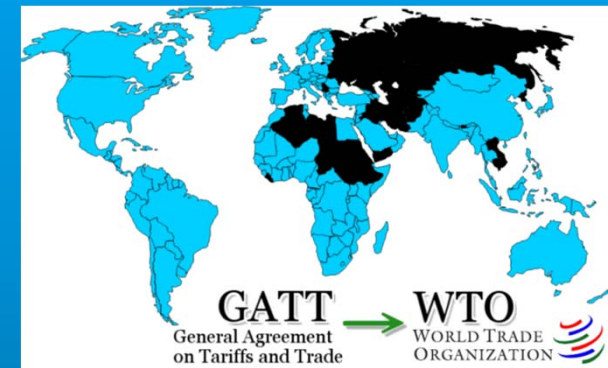 GATT
General Agreement
on Tariffs and Trade
WTO
WORLD TRADE
ORGANIZATION